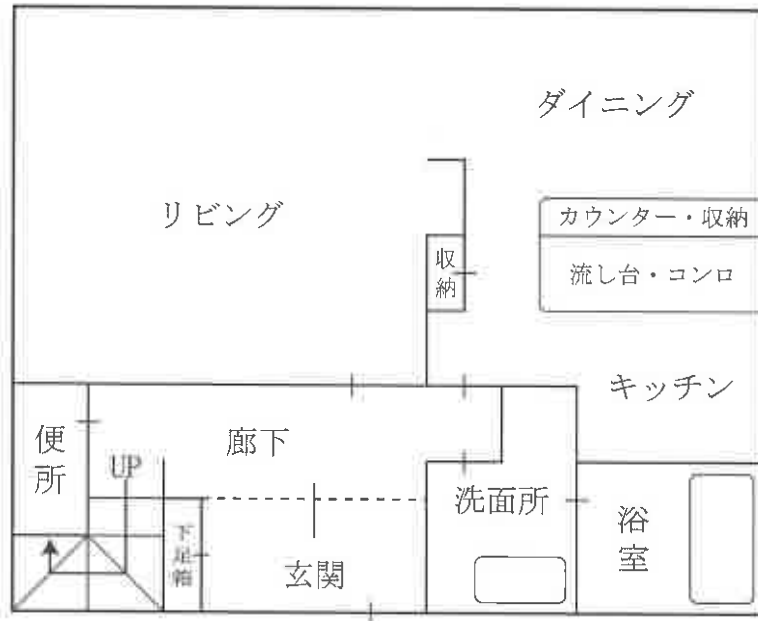 ダイニング
リビング
カウンター・収納
収
納
流し台・コンロ
キッチン
便
所
廊下
UP
洗面所
浴
室
下
足
箱
玄関